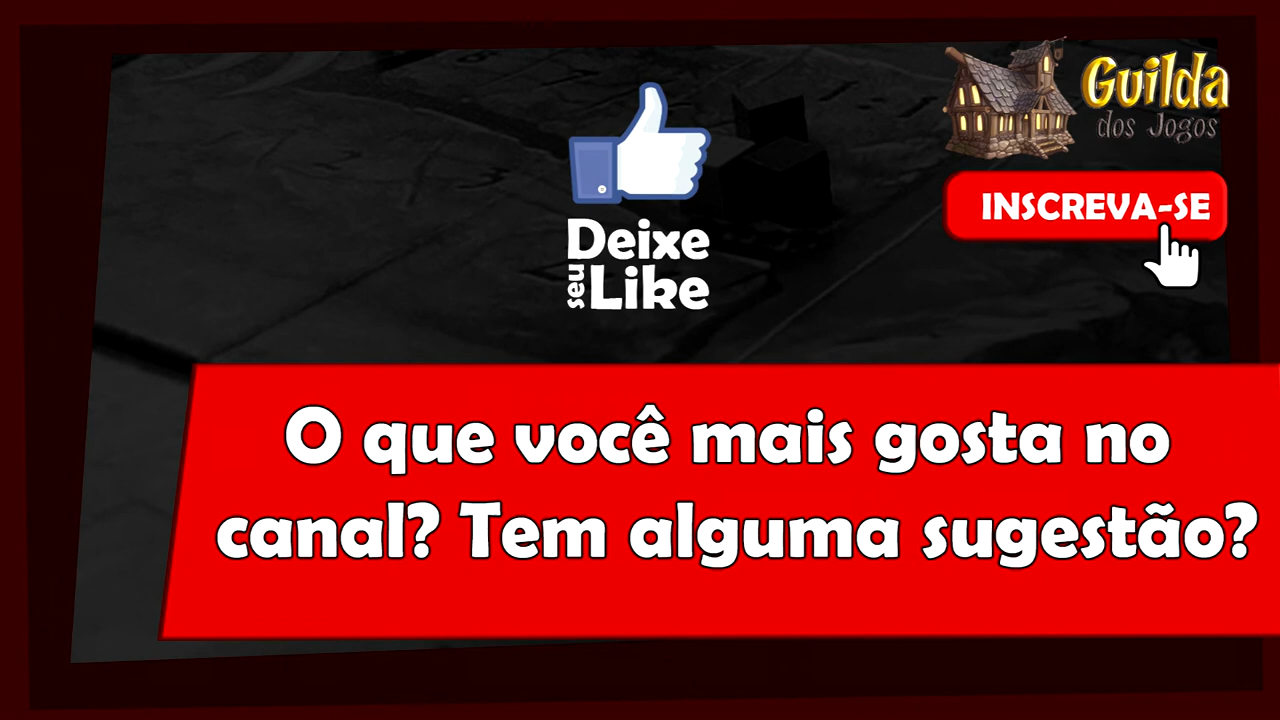 Guilda
dos Jogos
INSCREVA-SE
Deixe
seu Like
O que você mais gosta no
canal? Tem alguma sugestão?